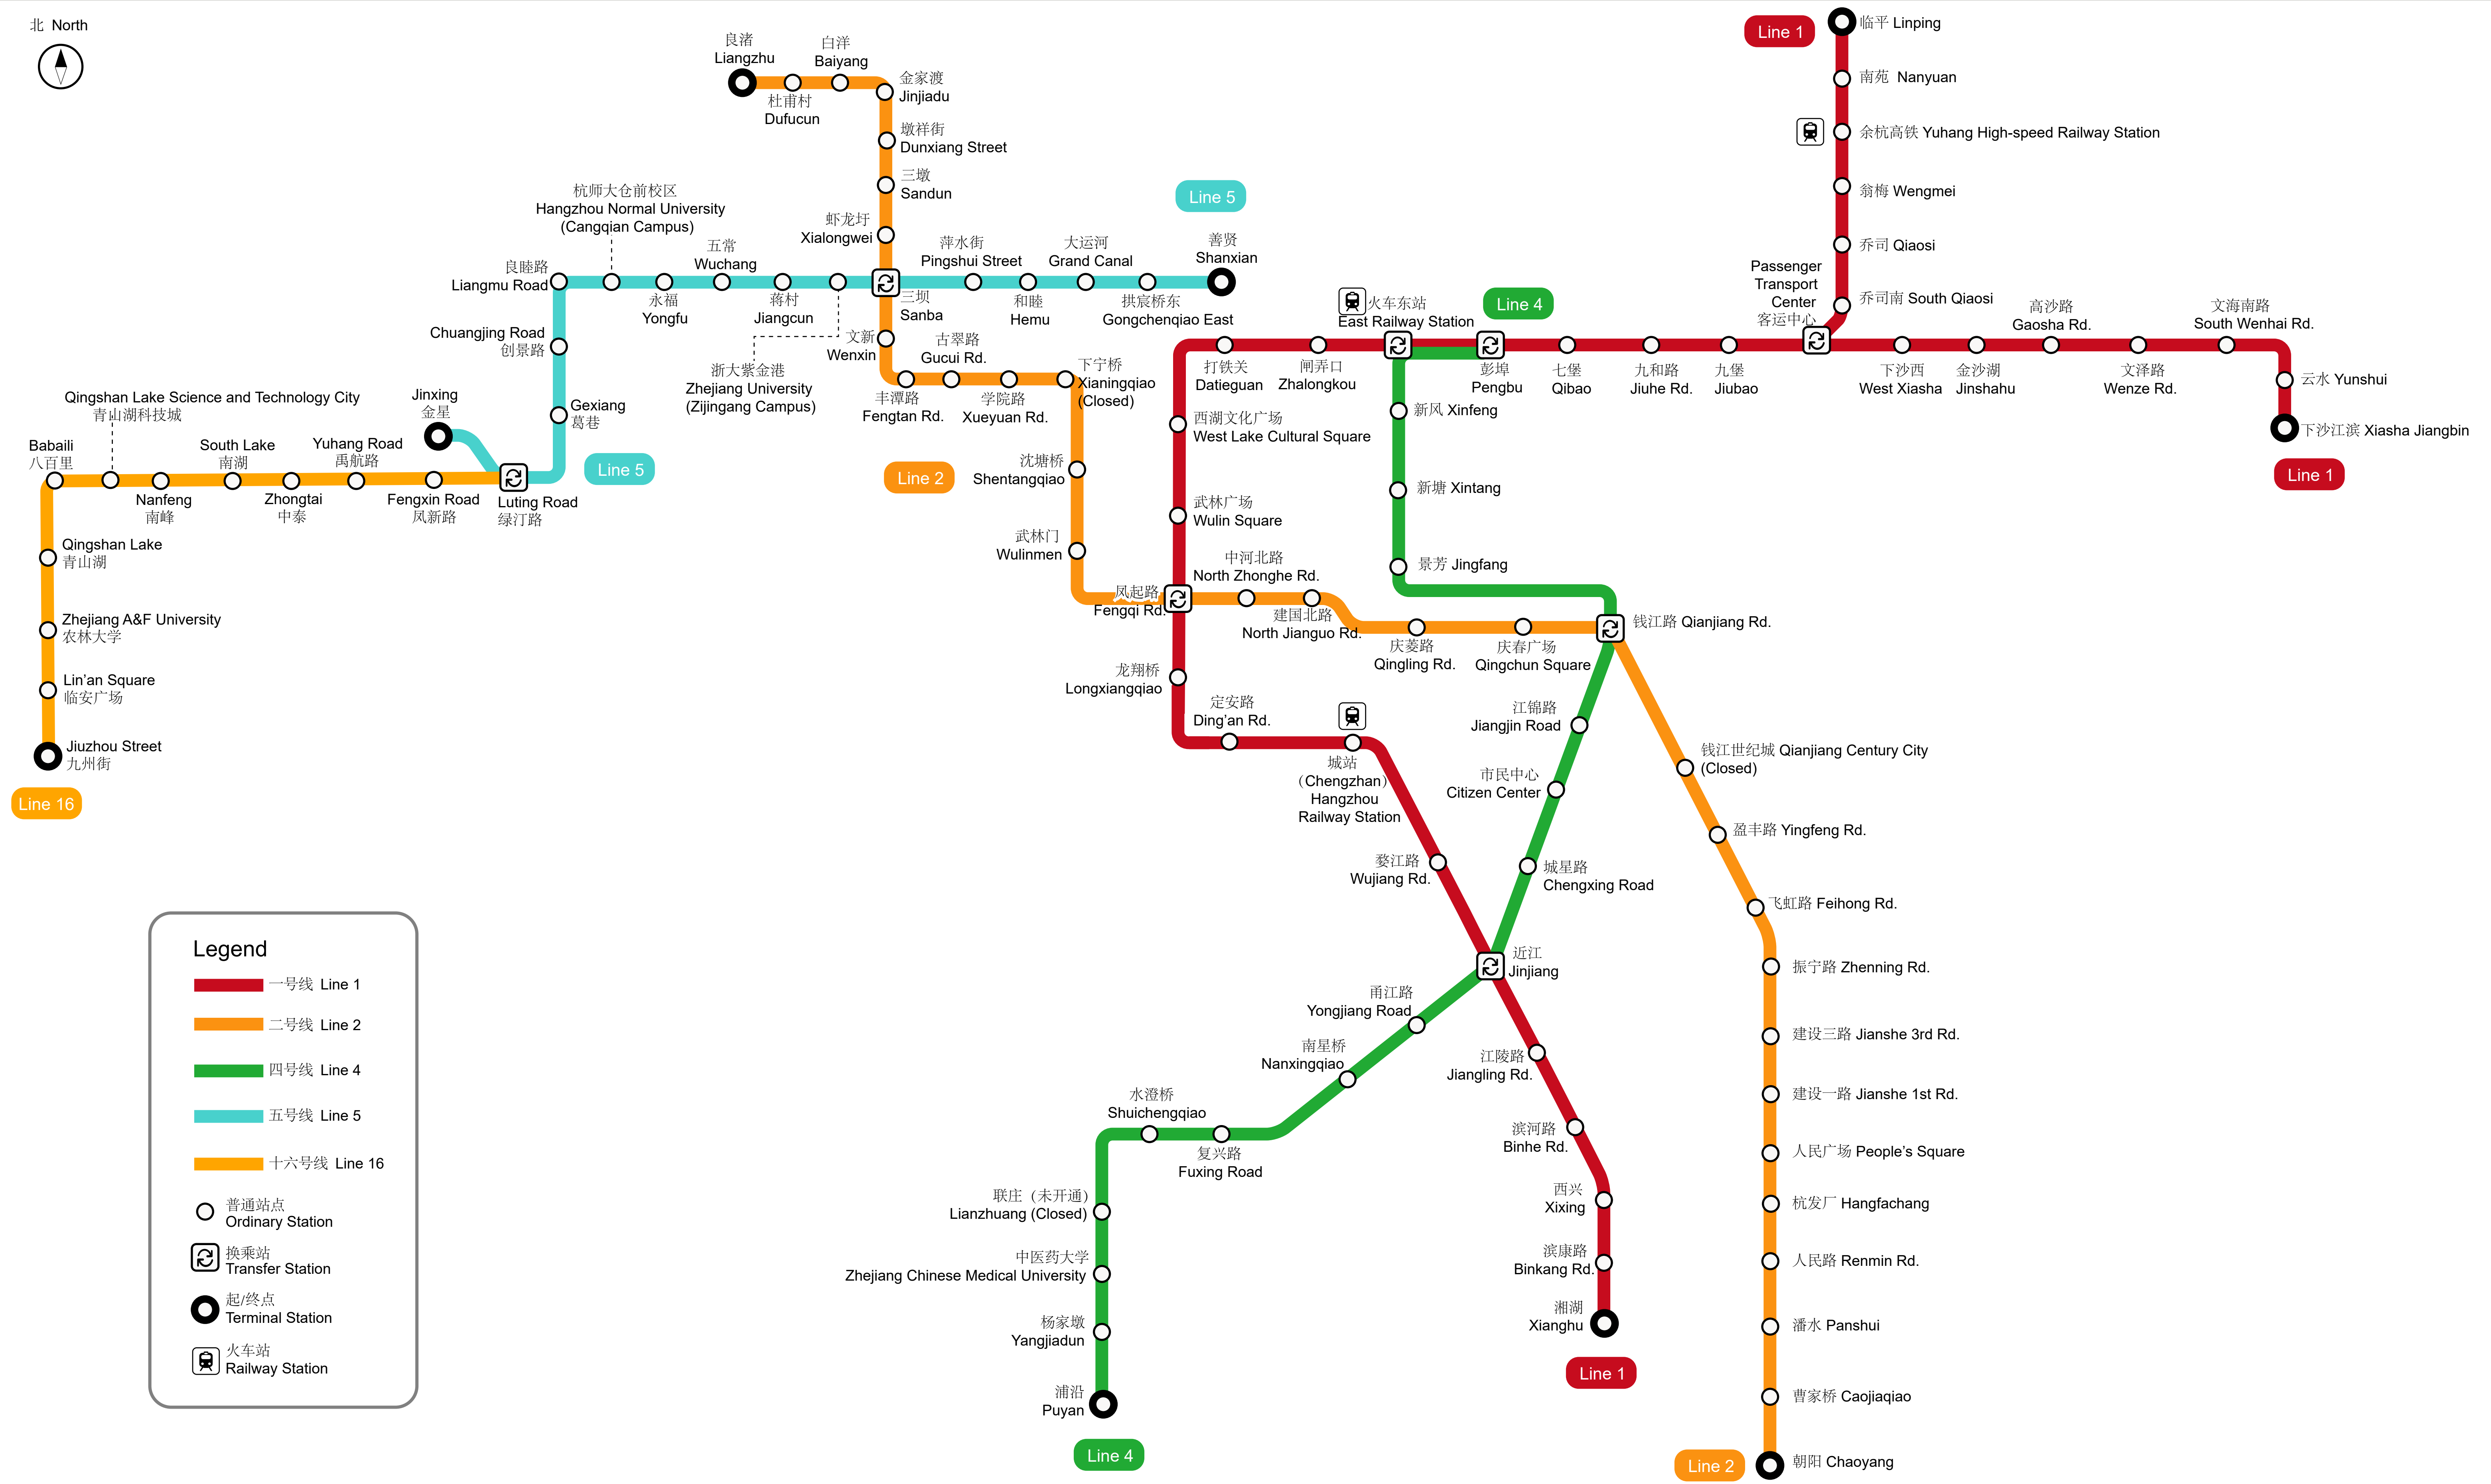 北 North
良渚
Liangzhu
白洋
Baiyang
杜甫村
Dufucun
金家渡
Jinjiadu
墩祥街
Dunxiang Street
三墩
Sandun
虾龙圩
Xialongwei
Line 1
临平 Linping
南苑 Nanyuan
余杭高铁 Yuhang High-speed Railway Station
翁梅 Wengmei
乔司 Qiaosi
乔司南 South Qiaosi
Passenger
Transport
Center
客运中心
杭师大仓前校区
Hangzhou Normal University
(Cangqian Campus)
五常
Wuchang
良睦路
Liangmu Road
永福
Yongfu
蒋村
Jiangcun
三坝
Sanba
萍水街
Pingshui Street
和睦
Hemu
大运河
Grand Canal
拱宸桥东
Gongchenqiao East
Line 5
善贤
Shanxian
Chuangjing Road
创景路
浙大紫金港
Zhejiang University
(Zijingang Campus)
文新
Wenxin
古翠路
Gucui Rd.
丰潭路
Fengtan Rd.
学院路
Xueyuan Rd.
下宁桥
Xianingqiao
(Closed)
火车东站
East Railway Station
Line 4
打铁关
Datieguan
闸弄口
Zhalongkou
彭埠
Pengbu
七堡
Qibao
九和路
Jiuhe Rd.
九堡
Jiubao
下沙西
West Xiasha
金沙湖
Jinshahu
高沙路
Gaosha Rd.
文泽路
Wenze Rd.
文海南路
South Wenhai Rd.
云水 Yunshui
下沙江滨 Xiasha Jiangbin
Line 1
Qingshan Lake Science and Technology City
青山湖科技城
Jinxing
金星
Gexiang
葛巷
Babaili
八百里
South Lake
南湖
Yuhang Road
禹航路
Nanfeng
南峰
Zhongtai
中泰
Fengxin Road
凤新路
Luting Road
绿汀路
Line 5
Line 2
Qingshan Lake
青山湖
Zhejiang A&F University
农林大学
Lin’an Square
临安广场
Jiuzhou Street
九州街
Line 16
沈塘桥
Shentangqiao
武林门
Wulinmen
西湖文化广场
West Lake Cultural Square
武林广场
Wulin Square
凤起路
Fengqi Rd.
中河北路
North Zhonghe Rd.
建国北路
North Jianguo Rd.
庆菱路
Qingling Rd.
庆春广场
Qingchun Square
新风 Xinfeng
新塘 Xintang
景芳 Jingfang
钱江路 Qianjiang Rd.
龙翔桥
Longxiangqiao
定安路
Ding’an Rd.
城站
（Chengzhan）
Hangzhou
Railway Station
江锦路
Jiangjin Road
市民中心
Citizen Center
城星路
Chengxing Road
婺江路
Wujiang Rd.
近江
Jinjiang
钱江世纪城 Qianjiang Century City
(Closed)
盈丰路 Yingfeng Rd.
飞虹路 Feihong Rd.
振宁路 Zhenning Rd.
建设三路 Jianshe 3rd Rd.
建设一路 Jianshe 1st Rd.
人民广场 People’s Square
杭发厂 Hangfachang
人民路 Renmin Rd.
潘水 Panshui
曹家桥 Caojiaqiao
朝阳 Chaoyang
Line 2
甬江路
Yongjiang Road
南星桥
Nanxingqiao
水澄桥
Shuichengqiao
复兴路
Fuxing Road
联庄（未开通）
Lianzhuang (Closed)
中医药大学
Zhejiang Chinese Medical University
杨家墩
Yangjiadun
浦沿
Puyan
Line 4
江陵路
Jiangling Rd.
滨河路
Binhe Rd.
西兴
Xixing
滨康路
Binkang Rd.
湘湖
Xianghu
Line 1
Legend
一号线 Line 1
二号线 Line 2
四号线 Line 4
五号线 Line 5
十六号线 Line 16
普通站点
Ordinary Station
换乘站
Transfer Station
起/终点
Terminal Station
火车站
Railway Station